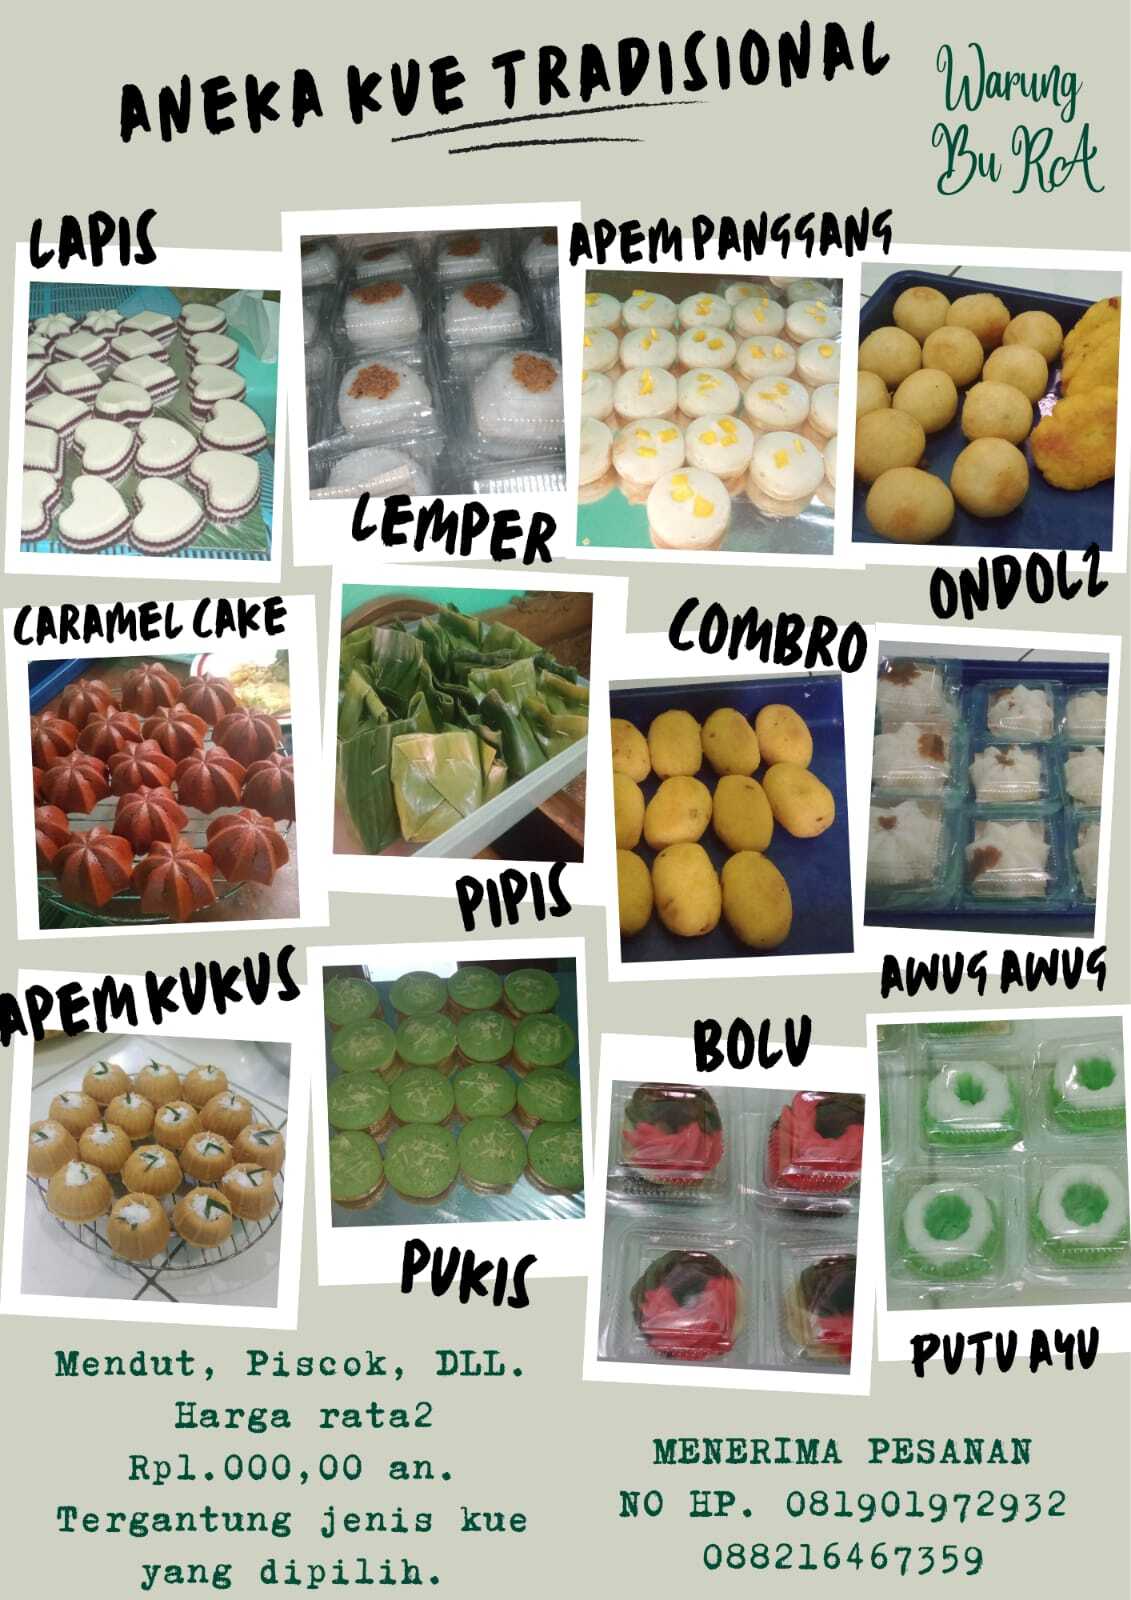 ANEKA KUE TRADISIONAL
Warung
Bu RA
LAPIS
LEMPER
APEM PANGGANG
ONDOL2
CARAMEL CAKE
PIPIS
COMBRO
AWUG AWUG
APEM KUKUS
PUKIS
BOLU
PUTU AYU
Mendut, Piscok, DLL.
Harga rata2
Rp1.000,00 an.
Tergantung jenis kue
yang dipilih.
MENERIMA PESANAN
NO HP. 081901972932
088216467359